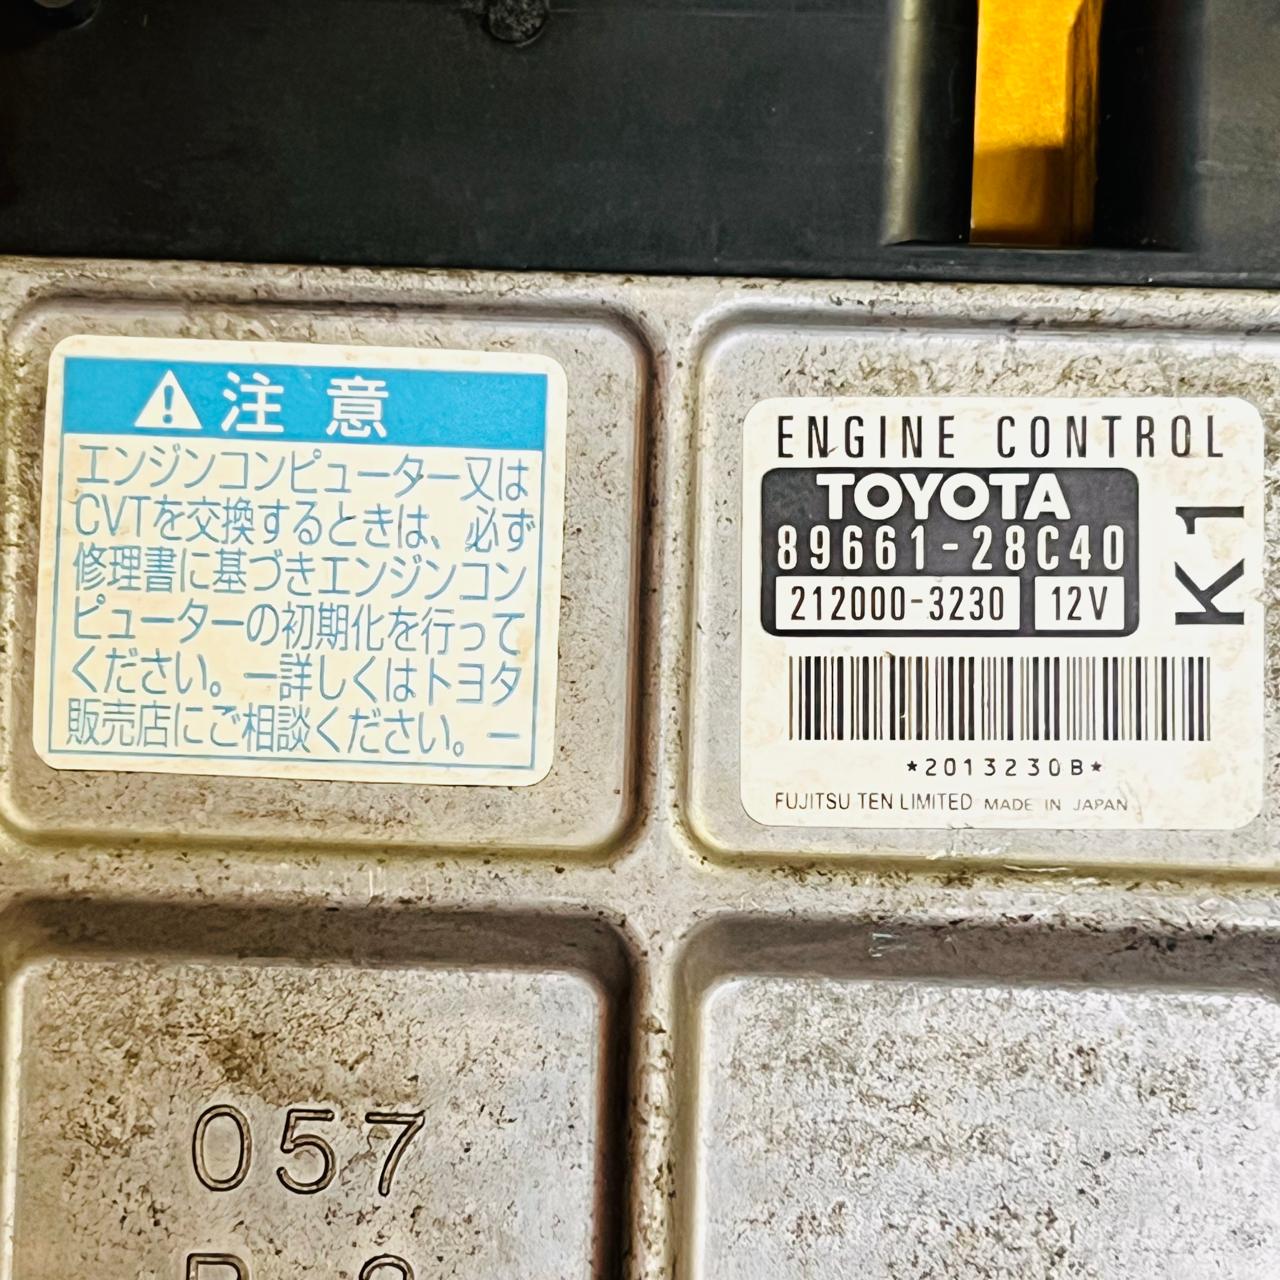 注意
エンジンコンピューター又は
CVTを交換するときは、必ず
修理書に基づきエンジンコン
ピューターの初期化を行って
ください。ー詳しくはトヨタ
販売店にご相談ください。ー
ENGINE CONTROL
TOYOTA
89661-28C40
212000-3230 12V
K1
*2013230B*
FUJITSU TEN LIMITED MADE IN JAPAN
057